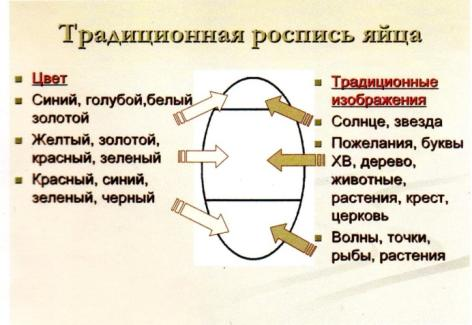 Традиционная роспись яйца
Цвет
Синий, голубой,белый
золотой
Желтый, золотой,
красный, зеленый
Красный, синий,
зеленый, черный
Традиционные
изображения
Солнце, звезда
Пожелания, буквы
ХВ, дерево,
животные,
растения, крест,
церковь
Волны, точки,
рыбы, растения